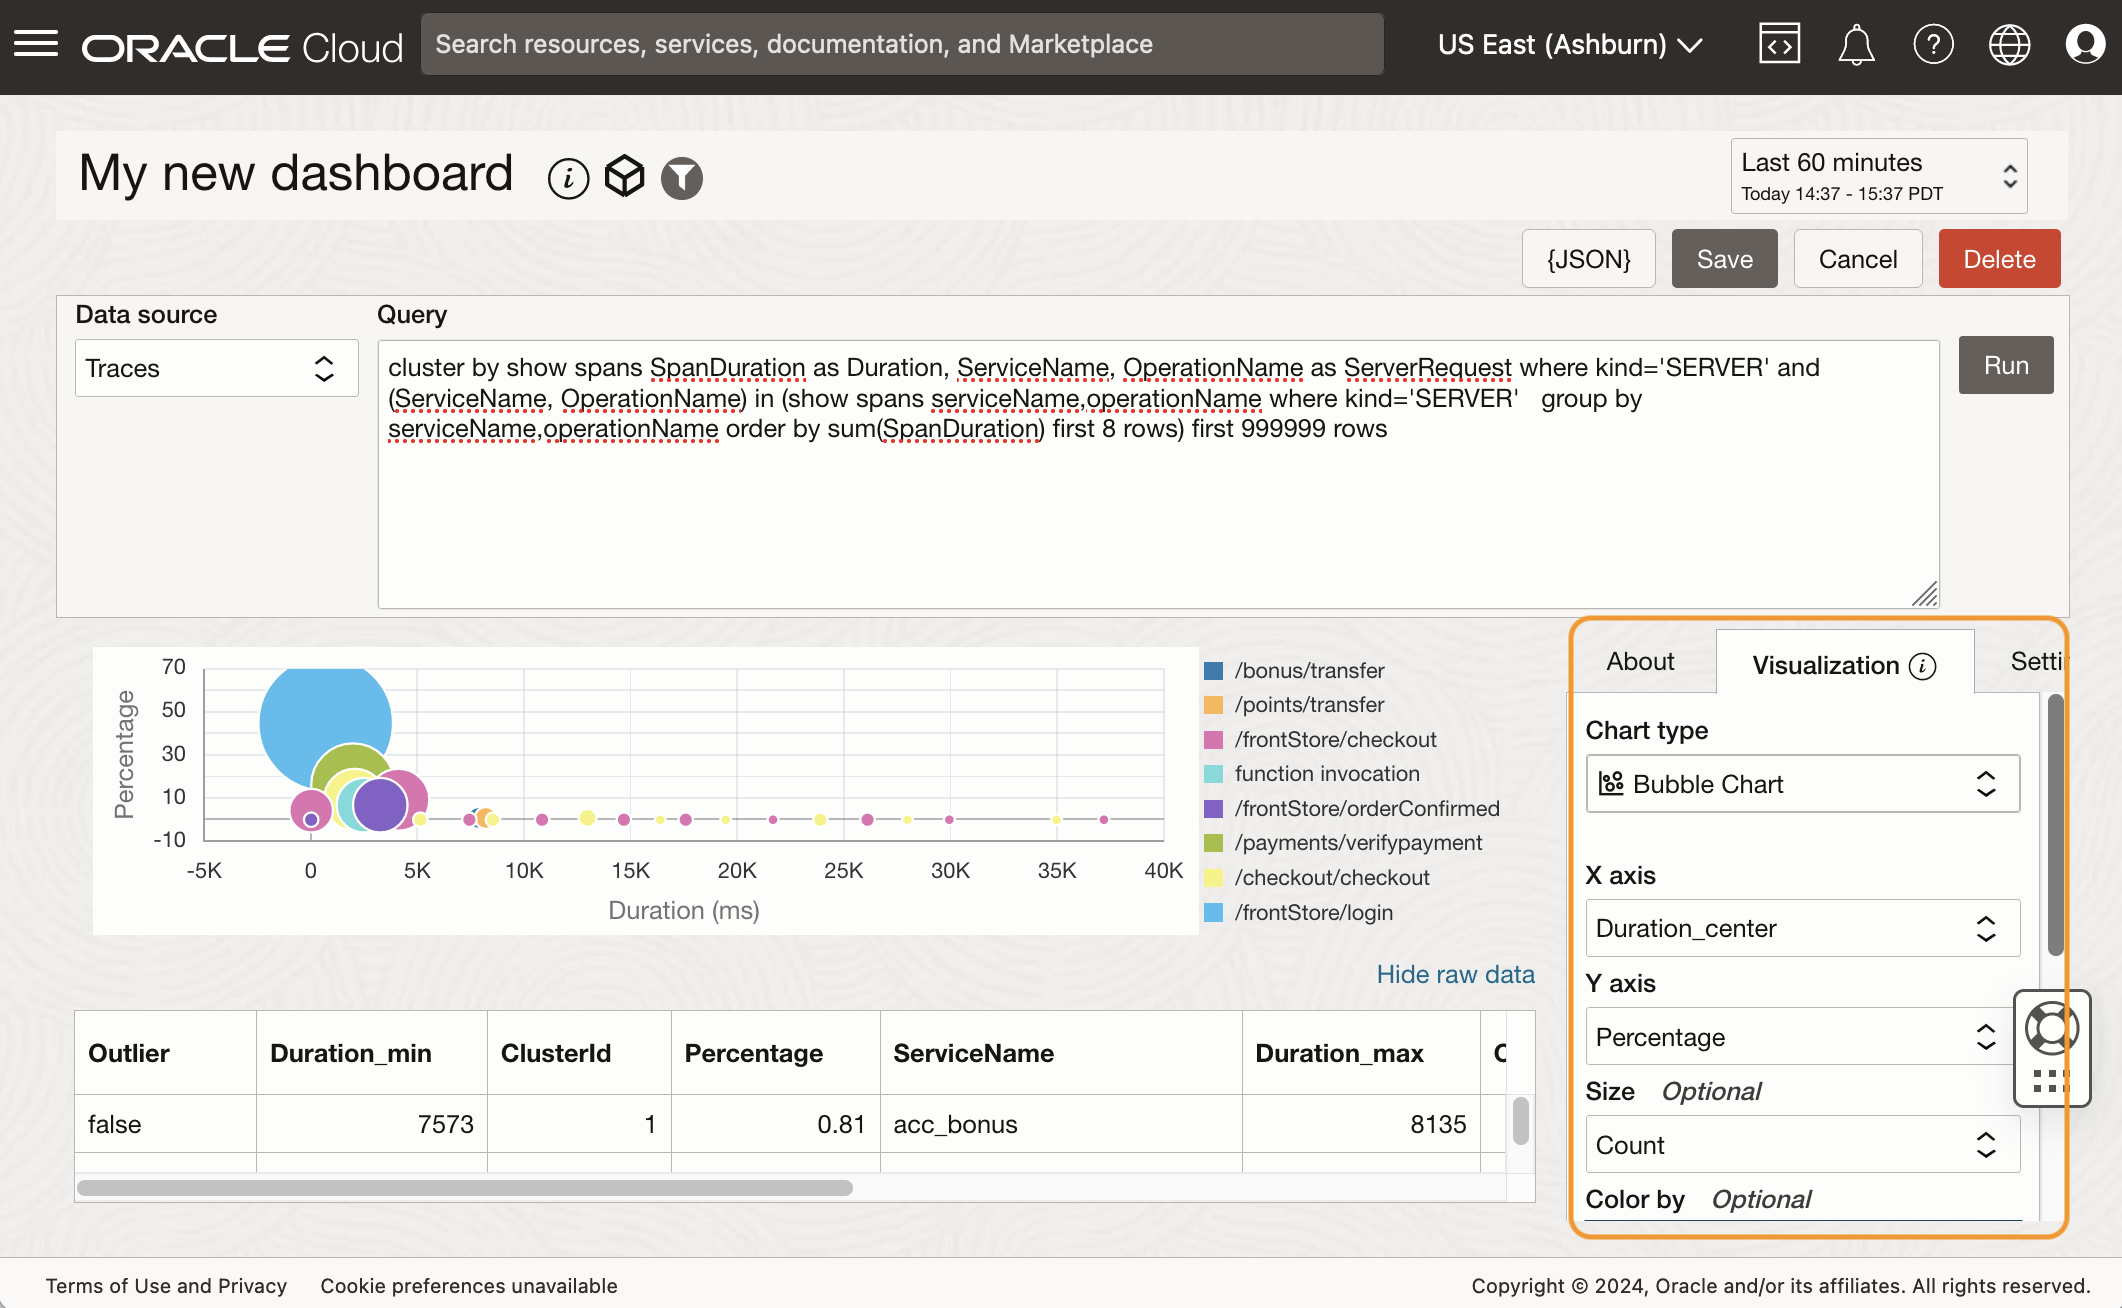 ORACLE Cloud
Search resources, services, documentation, and Marketplace
US East (Ashburn)
My new dashboard
Last 60 minutes
Today 14:37 - 15:37 PDT
{JSON}
Save
Cancel
Delete
Data source
Query
Traces
cluster by show spans SpanDuration as Duration, ServiceName, OperationName as ServerRequest where kind='SERVER' and
(ServiceName, OperationName) in (show spans serviceName,operationName where kind='SERVER'   group by
serviceName,operationName order by sum(SpanDuration) first 8 rows) first 999999 rows
Run
Percentage
70
50
30
10
-10
-5K
0
5K
10K
15K
20K
25K
30K
35K
40K
Duration (ms)
/bonus/transfer
/points/transfer
/frontStore/checkout
function invocation
/frontStore/orderConfirmed
/payments/verifypayment
/checkout/checkout
/frontStore/login
Hide raw data
Outlier Duration_min ClusterId Percentage ServiceName Duration_max
false 7573 1 0.81 acc_bonus 8135
About
Visualization
Chart type
Bubble Chart
X axis
Duration_center
Y axis
Percentage
Size Optional
Count
Color by Optional
Terms of Use and Privacy
Cookie preferences unavailable
Copyright © 2024, Oracle and/or its affiliates. All rights reserved.